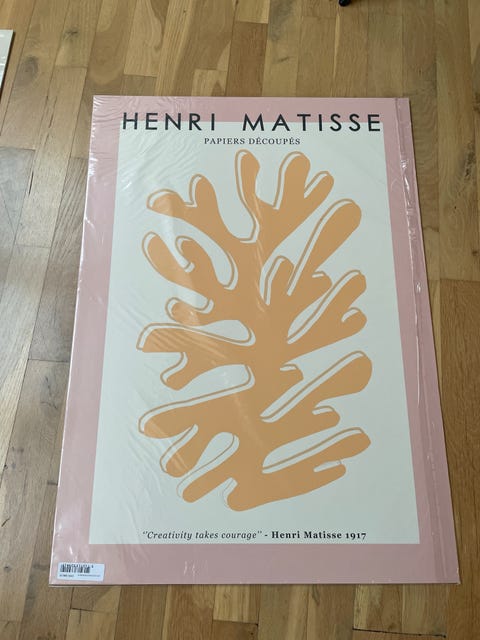 HENRI MATISSE
PAPIERS DÉCOUPÉS
"Creativity takes courage" - Henri Matisse 1917